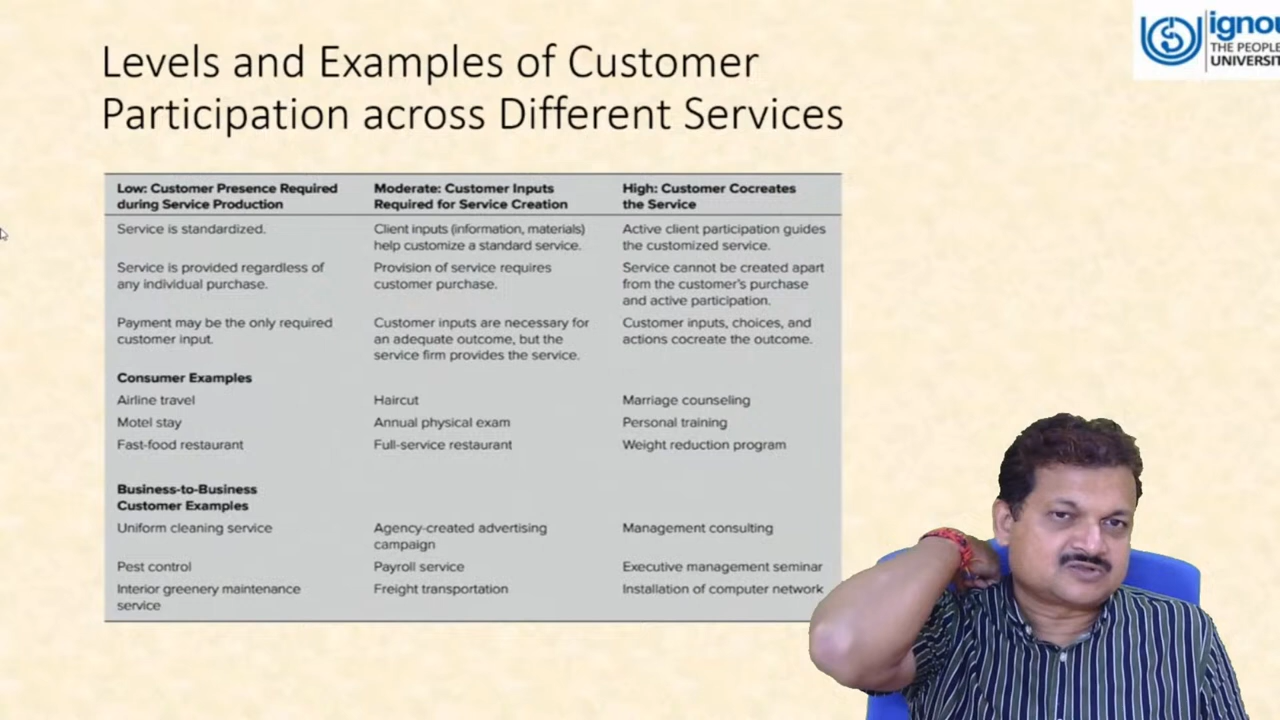 Levels and Examples of Customer
Participation across Different Services
ignou
THE PEOPLE
UNIVERSIT
Low: Customer Presence Required
during Service Production
Moderate: Customer Inputs
Required for Service Creation
High: Customer Cocreates
the Service
Service is standardized.
Client inputs (information, materials)
help customize a standard service.
Active client participation guides
the customized service.
Service is provided regardless of
any individual purchase.
Provision of service requires
customer purchase.
Service cannot be created apart
from the customer's purchase
and active participation.
Payment may be the only required
customer input.
Customer inputs are necessary for
an adequate outcome, but the
service firm provides the service.
Customer inputs, choices, and
actions cocreate the outcome.
Consumer Examples
Airline travel
Haircut
Marriage counseling
Motel stay
Annual physical exam
Personal training
Fast-food restaurant
Full-service restaurant
Weight reduction program
Business-to-Business
Customer Examples
Uniform cleaning service
Agency-created advertising
campaign
Management consulting
Pest control
Payroll service
Executive management seminar
Interior greenery maintenance
service
Freight transportation
Installation of computer network